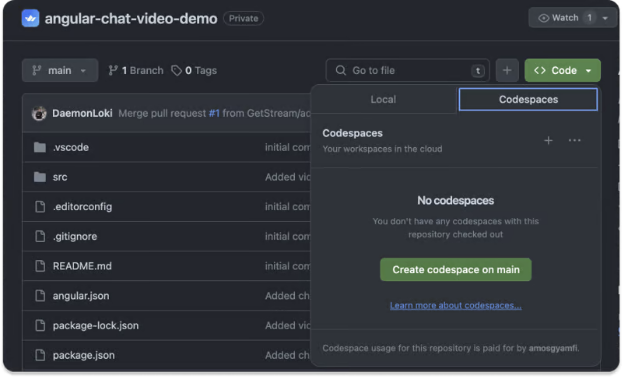 angular-chat-video-demo Private Watch 1
main 1 Branch 0 Tags Go to file t Code
Local Codespaces
DaemonLoki Merge pull request #1 from GetStream/ac
Codespaces
Your workspaces in the cloud
.vscode initial com
src Added vid
No codespaces
.editorconfig initial com
You don't have any codespaces with this
repository checked out
.gitignore initial com
README.md initial com
Create codespace on main
angular.json Added ch
Learn more about codespaces...
package-lock.json Added vid
Codespace usage for this repository is paid for by amosgyamfi.
package.json Added ch